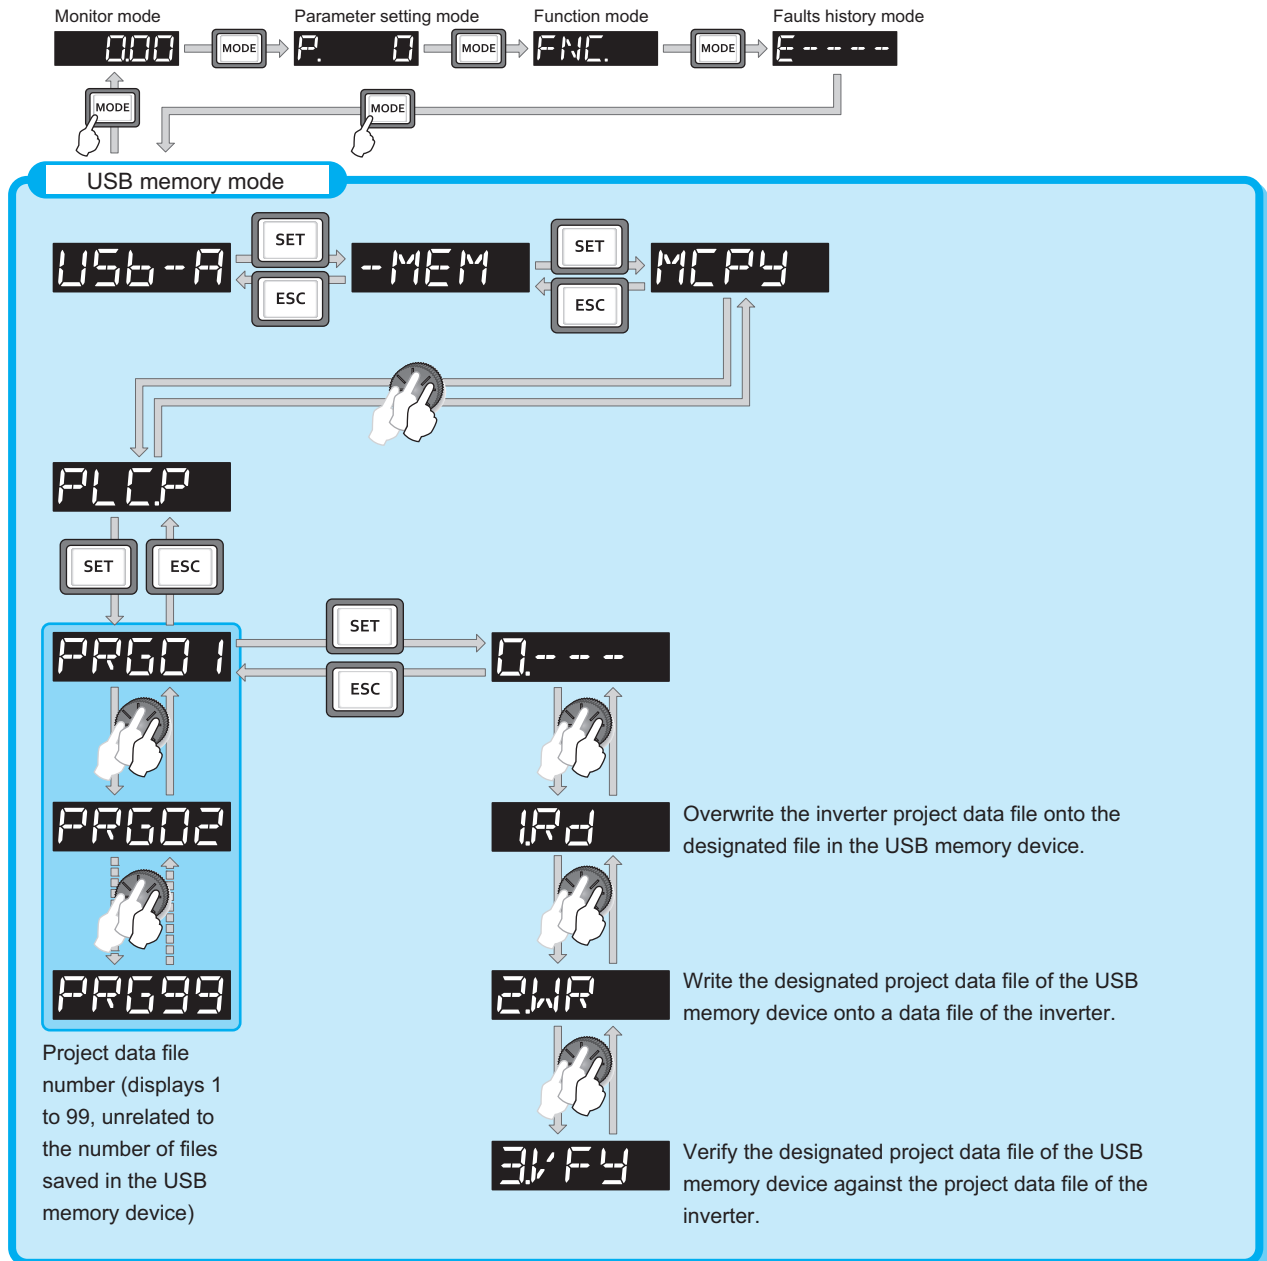 Monitor mode
Parameter setting mode
Function mode
Faults history mode
0.00
MODE
P. 0
MODE
FNC.
MODE
E-----
MODE
MODE
USB memory mode
USb-A
SET
ESC
-MEM
SET
ESC
MCPY
PLC.P
SET
ESC
PRG01
SET
ESC
0.---
PRG02
1.Rd
Overwrite the inverter project data file onto the
designated file in the USB memory device.
PRG99
2.WR
Write the designated project data file of the USB
memory device onto a data file of the inverter.
Project data file
number (displays 1
to 99, unrelated to
the number of files
saved in the USB
memory device)
3.VFY
Verify the designated project data file of the USB
memory device against the project data file of the
inverter.